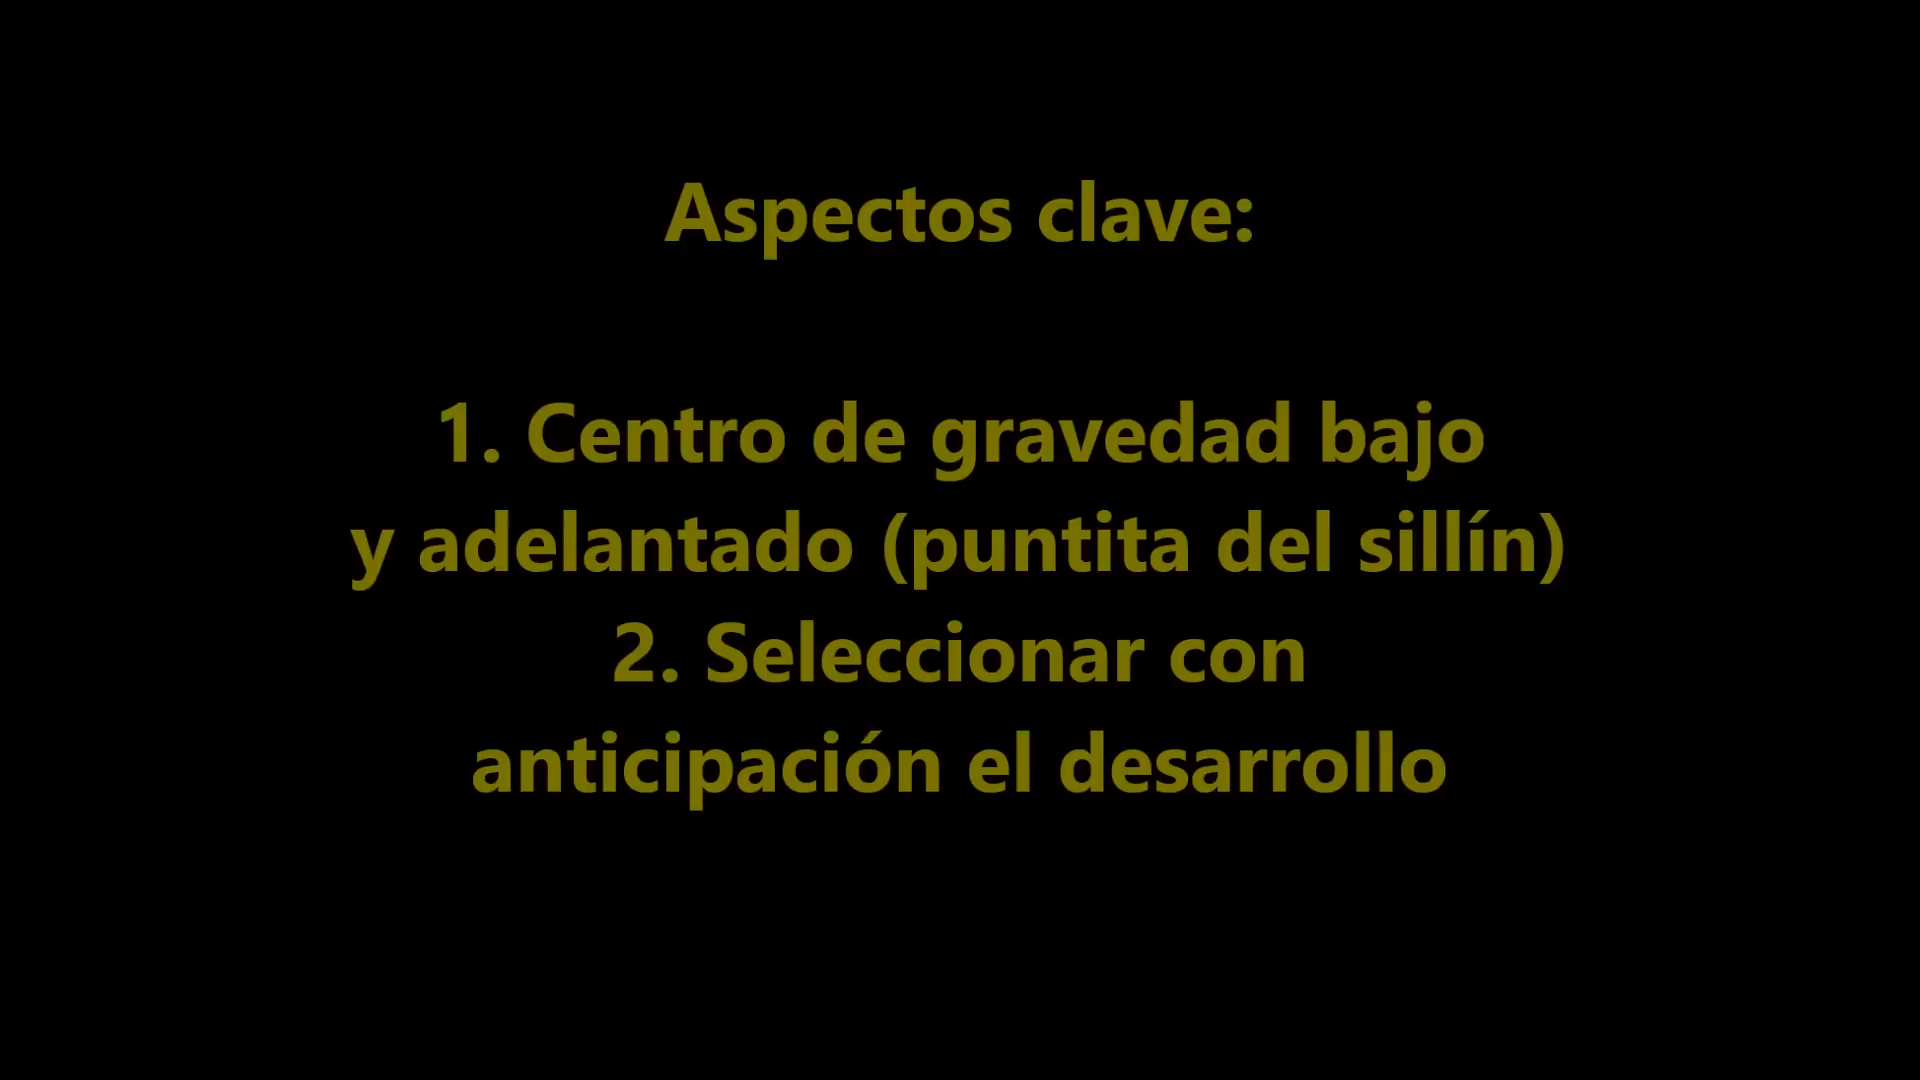 Aspectos clave:
1. Centro de gravedad bajo
y adelantado (puntita del sillín)
2. Seleccionar con
anticipación el desarrollo